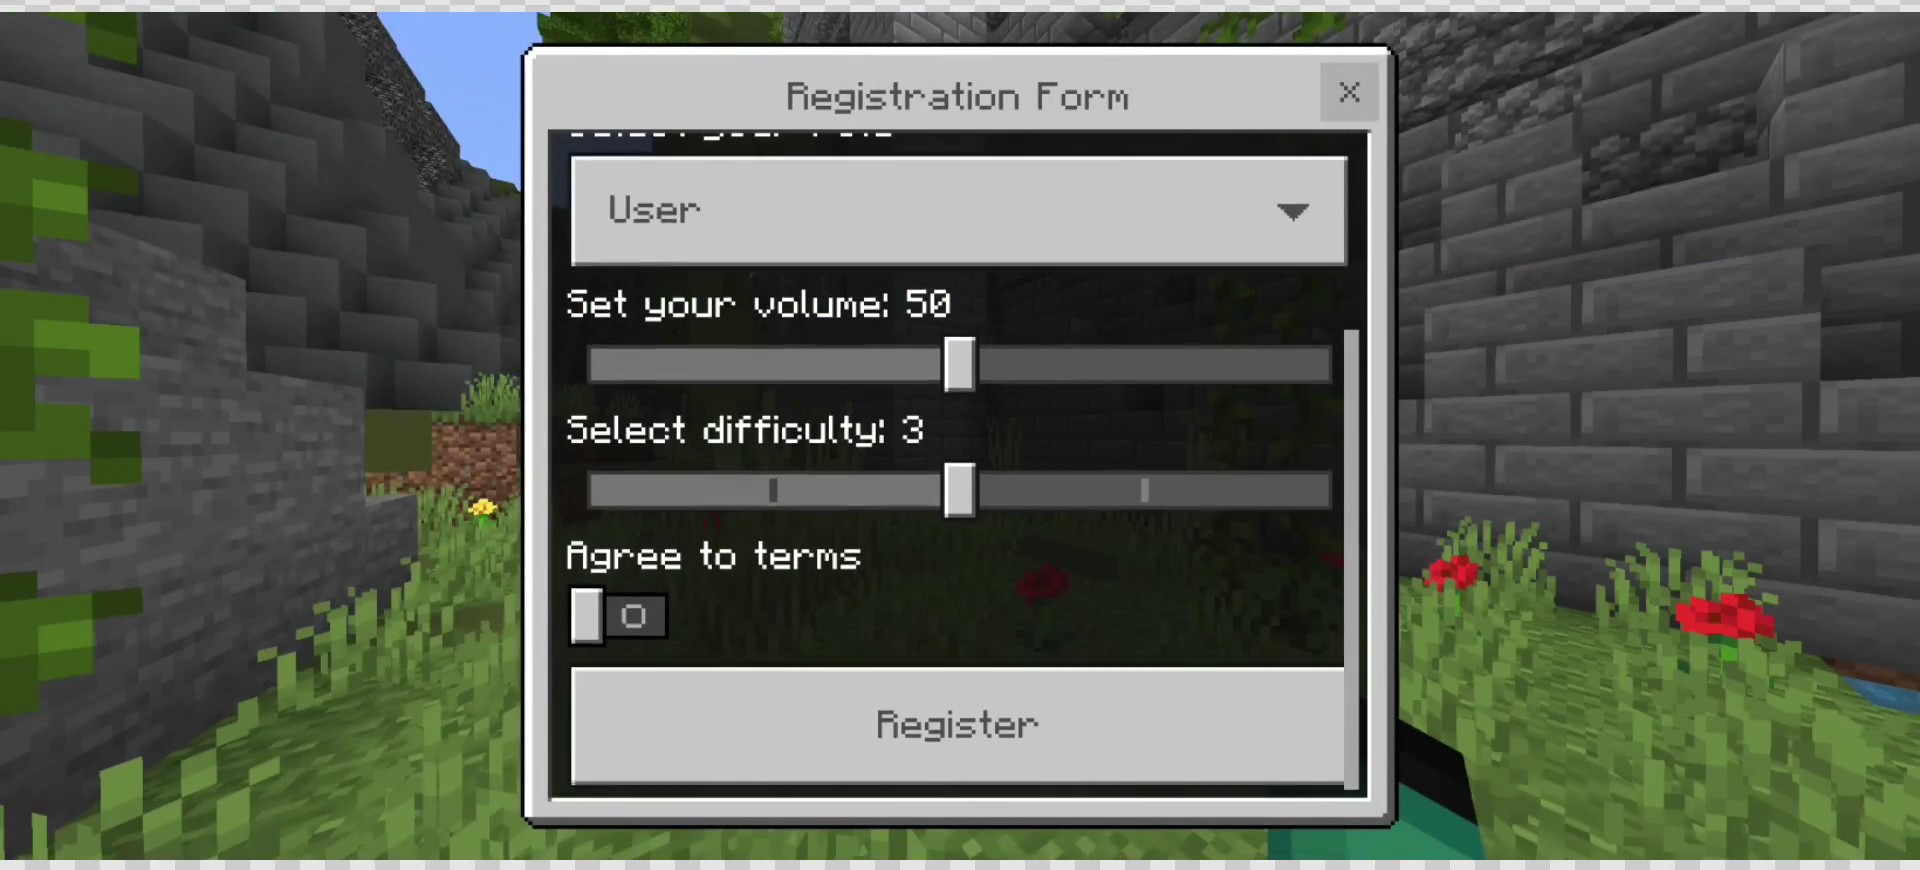 Registration Form
User
Set your volume: 50
Select difficulty: 3
Agree to terms
Register